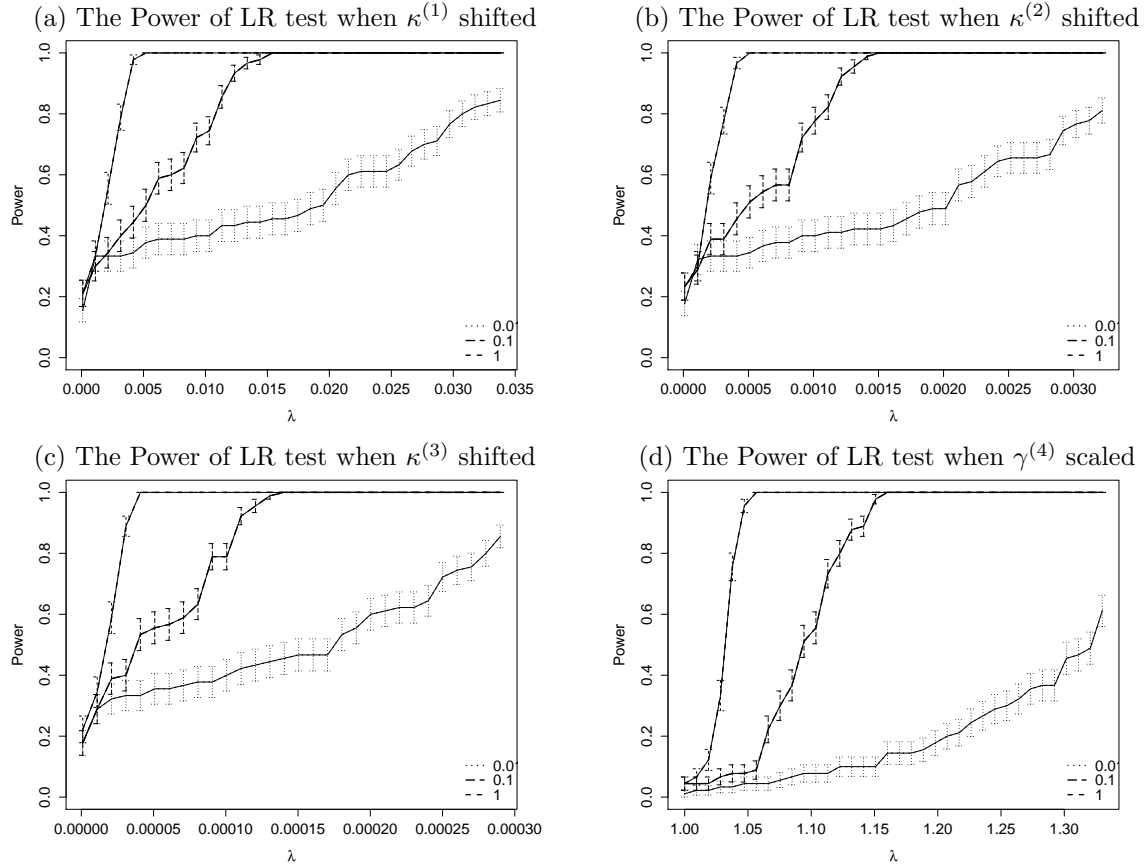 (a) The Power of LR test when κ(1) shifted
Power
0.0 0.2 0.4 0.6 0.8 1.0
0.01
0.1
1
0.000 0.005 0.010 0.015 0.020 0.025 0.030 0.035
λ
(b) The Power of LR test when κ(2) shifted
Power
0.0 0.2 0.4 0.6 0.8 1.0
0.01
0.1
1
0.0000 0.0005 0.0010 0.0015 0.0020 0.0025 0.0030
λ
(c) The Power of LR test when κ(3) shifted
Power
0.0 0.2 0.4 0.6 0.8 1.0
0.01
0.1
1
0.00000 0.00005 0.00010 0.00015 0.00020 0.00025 0.00030
λ
(d) The Power of LR test when γ(4) scaled
Power
0.0 0.2 0.4 0.6 0.8 1.0
0.01
0.1
1
1.00 1.05 1.10 1.15 1.20 1.25 1.30
λ